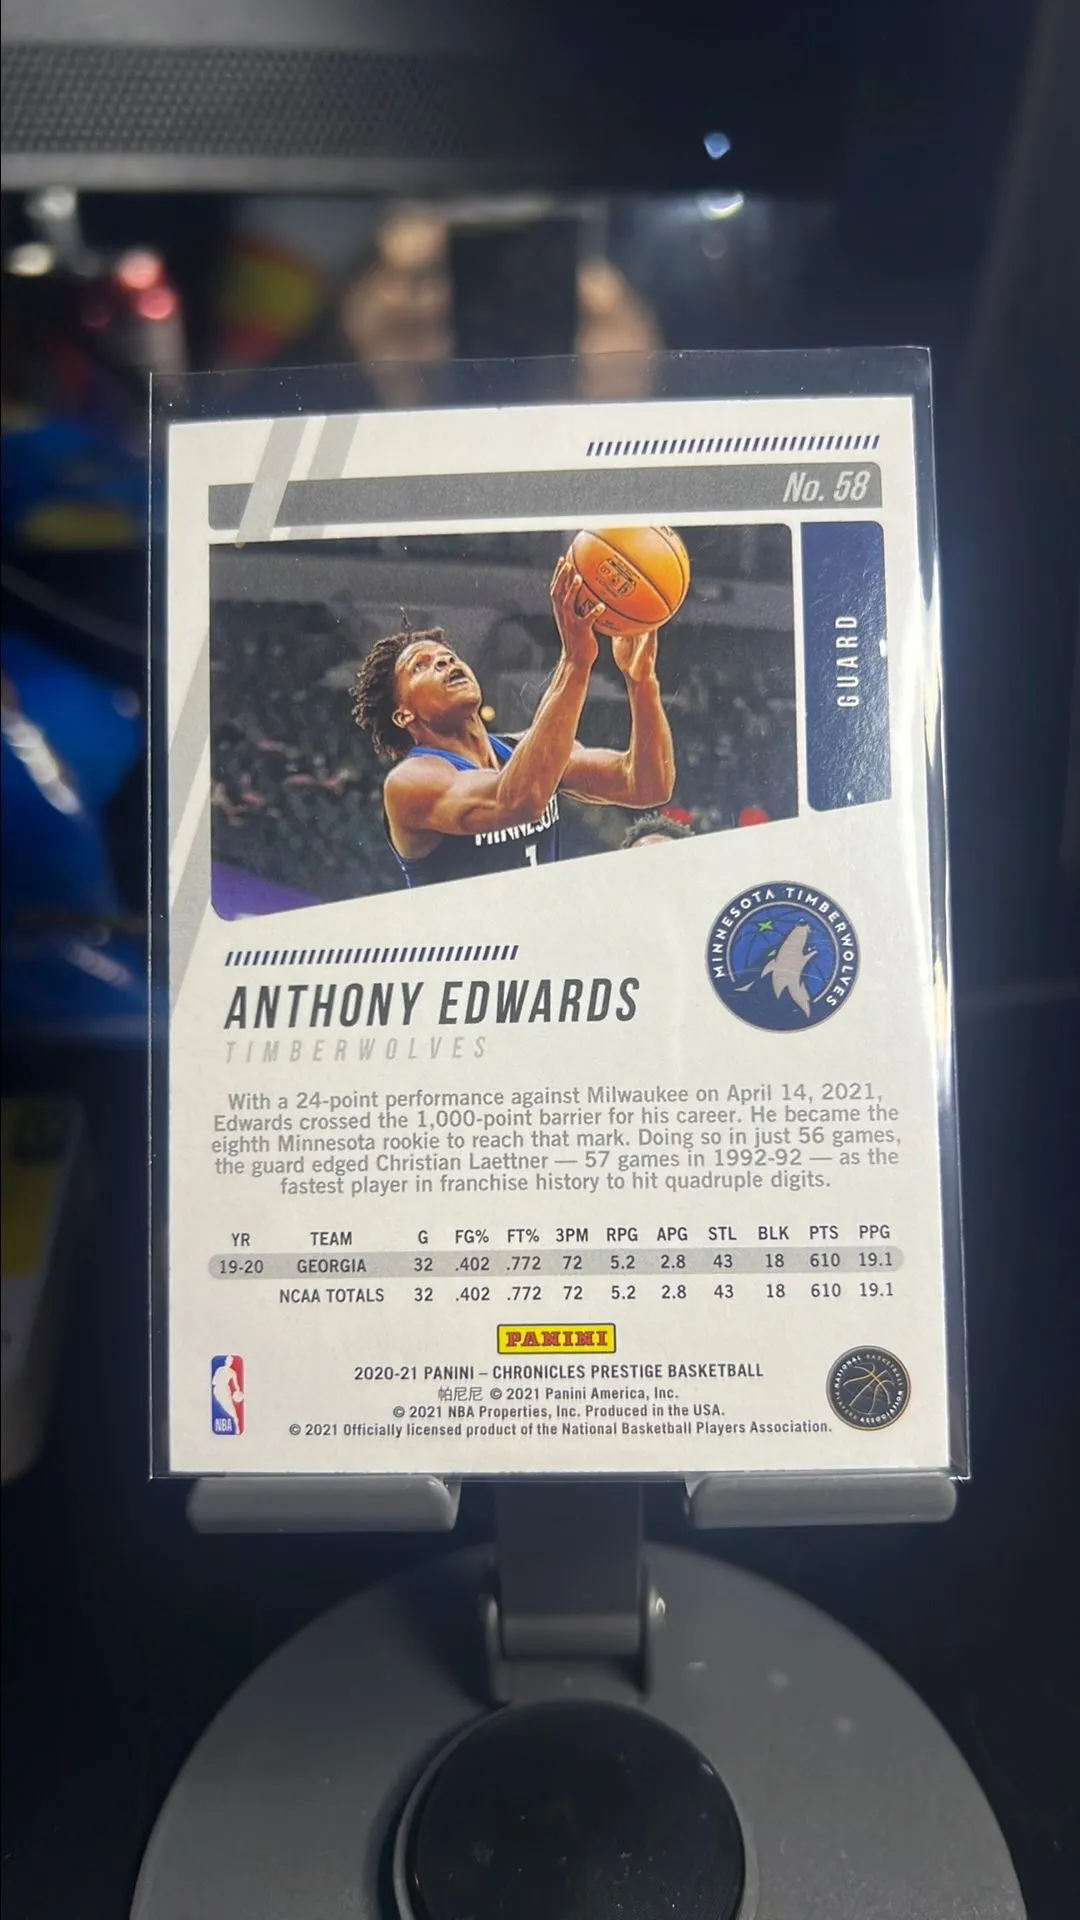 No. 58
GUARD
MINNESOTA
1
MINNESOTA TIMBERWOLVES
ANTHONY EDWARDS
TIMBERWOLVES
With a 24-point performance against Milwaukee on April 14, 2021,
Edwards crossed the 1,000-point barrier for his career. He became the
eighth Minnesota rookie to reach that mark. Doing so in just 56 games,
the guard edged Christian Laettner — 57 games in 1992-92 — as the
fastest player in franchise history to hit quadruple digits.
YR TEAM G FG% FT% 3PM RPG APG STL BLK PTS PPG
19-20 GEORGIA 32 .402 .772 72 5.2 2.8 43 18 610 19.1
NCAA TOTALS 32 .402 .772 72 5.2 2.8 43 18 610 19.1
PANINI
2020-21 PANINI – CHRONICLES PRESTIGE BASKETBALL
帕尼尼 © 2021 Panini America, Inc.
© 2021 NBA Properties, Inc. Produced in the USA.
© 2021 Officially licensed product of the National Basketball Players Association.
NBA
NATIONAL BASKETBALL PLAYERS ASSOCIATION